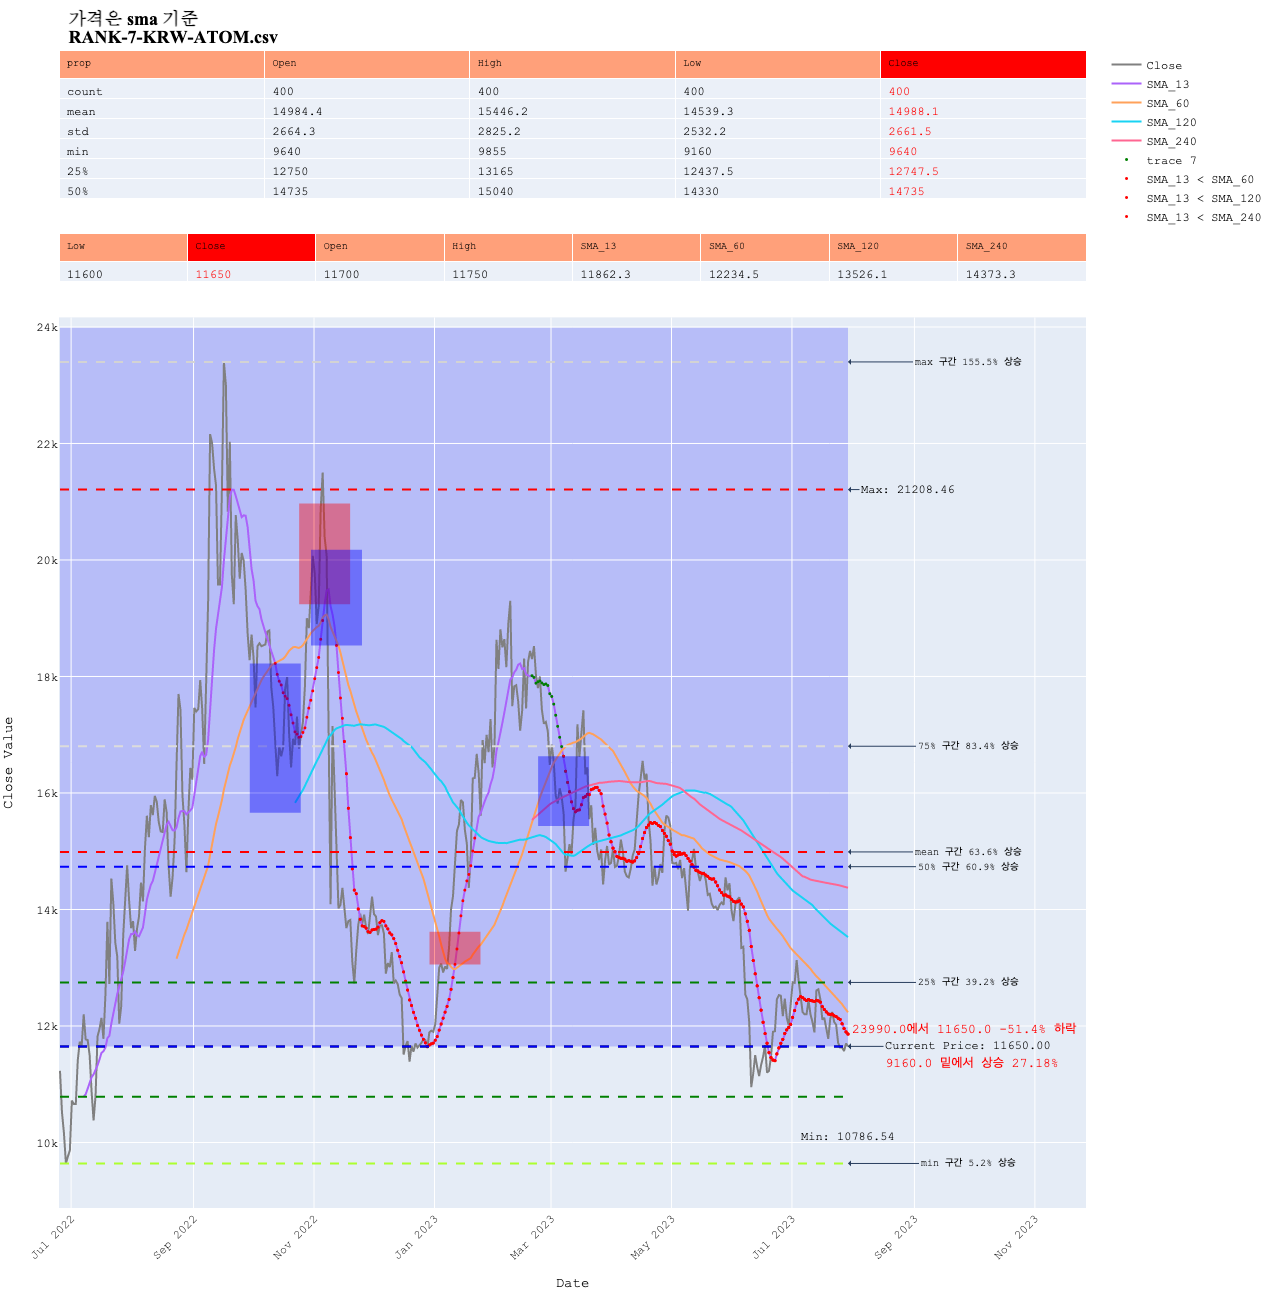 가격은 sma 기준
RANK-7-KRW-ATOM.csv
prop Open High Low Close
count 400 400 400 400
mean 14984.4 15446.2 14539.3 14988.1
std 2664.3 2825.2 2532.2 2661.5
min 9640 9855 9160 9640
25% 12750 13165 12437.5 12747.5
50% 14735 15040 14330 14735
Low Close Open High SMA_13 SMA_60 SMA_120 SMA_240
11600 11650 11700 11750 11862.3 12234.5 13526.1 14373.3
Close
SMA_13
SMA_60
SMA_120
SMA_240
trace 7
SMA_13 < SMA_60
SMA_13 < SMA_120
SMA_13 < SMA_240
24k
22k
20k
18k
16k
14k
12k
10k
Close Value
max 구간 155.5% 상승
Max: 21208.46
75% 구간 83.4% 상승
mean 구간 63.6% 상승
50% 구간 60.9% 상승
25% 구간 39.2% 상승
23990.0에서 11650.0 -51.4% 하락
Current Price: 11650.00
9160.0 밑에서 상승 27.18%
Min: 10786.54
min 구간 5.2% 상승
Jul 2022
Sep 2022
Nov 2022
Jan 2023
Mar 2023
May 2023
Jul 2023
Sep 2023
Nov 2023
Date